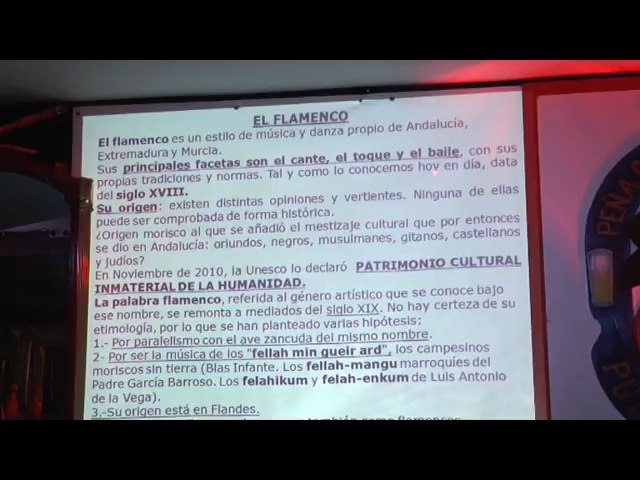 EL FLAMENCO
El flamenco es un estilo de música y danza propio de Andalucía,
Extremadura y Murcia.
Sus principales facetas son el cante, el toque y el baile, con sus
propias tradiciones y normas. Tal y como lo conocemos hoy en día, data
del siglo XVIII.
Su origen: existen distintas opiniones y vertientes. Ninguna de ellas
puede ser comprobada de forma histórica.
¿Origen morisco al que se añadió el mestizaje cultural que por entonces
se dio en Andalucía: oriundos, negros, musulmanes, gitanos, castellanos
y judíos?
En Noviembre de 2010, la Unesco lo declaró PATRIMONIO CULTURAL
INMATERIAL DE LA HUMANIDAD.
La palabra flamenco, referida al género artístico que se conoce bajo
ese nombre, se remonta a mediados del siglo XIX. No hay certeza de su
etimología, por lo que se han planteado varias hipótesis:
1.- Por paralelismo con el ave zancuda del mismo nombre.
2- Por ser la música de los "fellah min gueir ard", los campesinos
moriscos sin tierra (Blas Infante. Los fellah-mangu marroquíes del
Padre García Barroso. Los felahikum y felah-enkum de Luis Antonio
de la Vega).
3.-Su origen está en Flandes.
también como flamencos
PEÑA